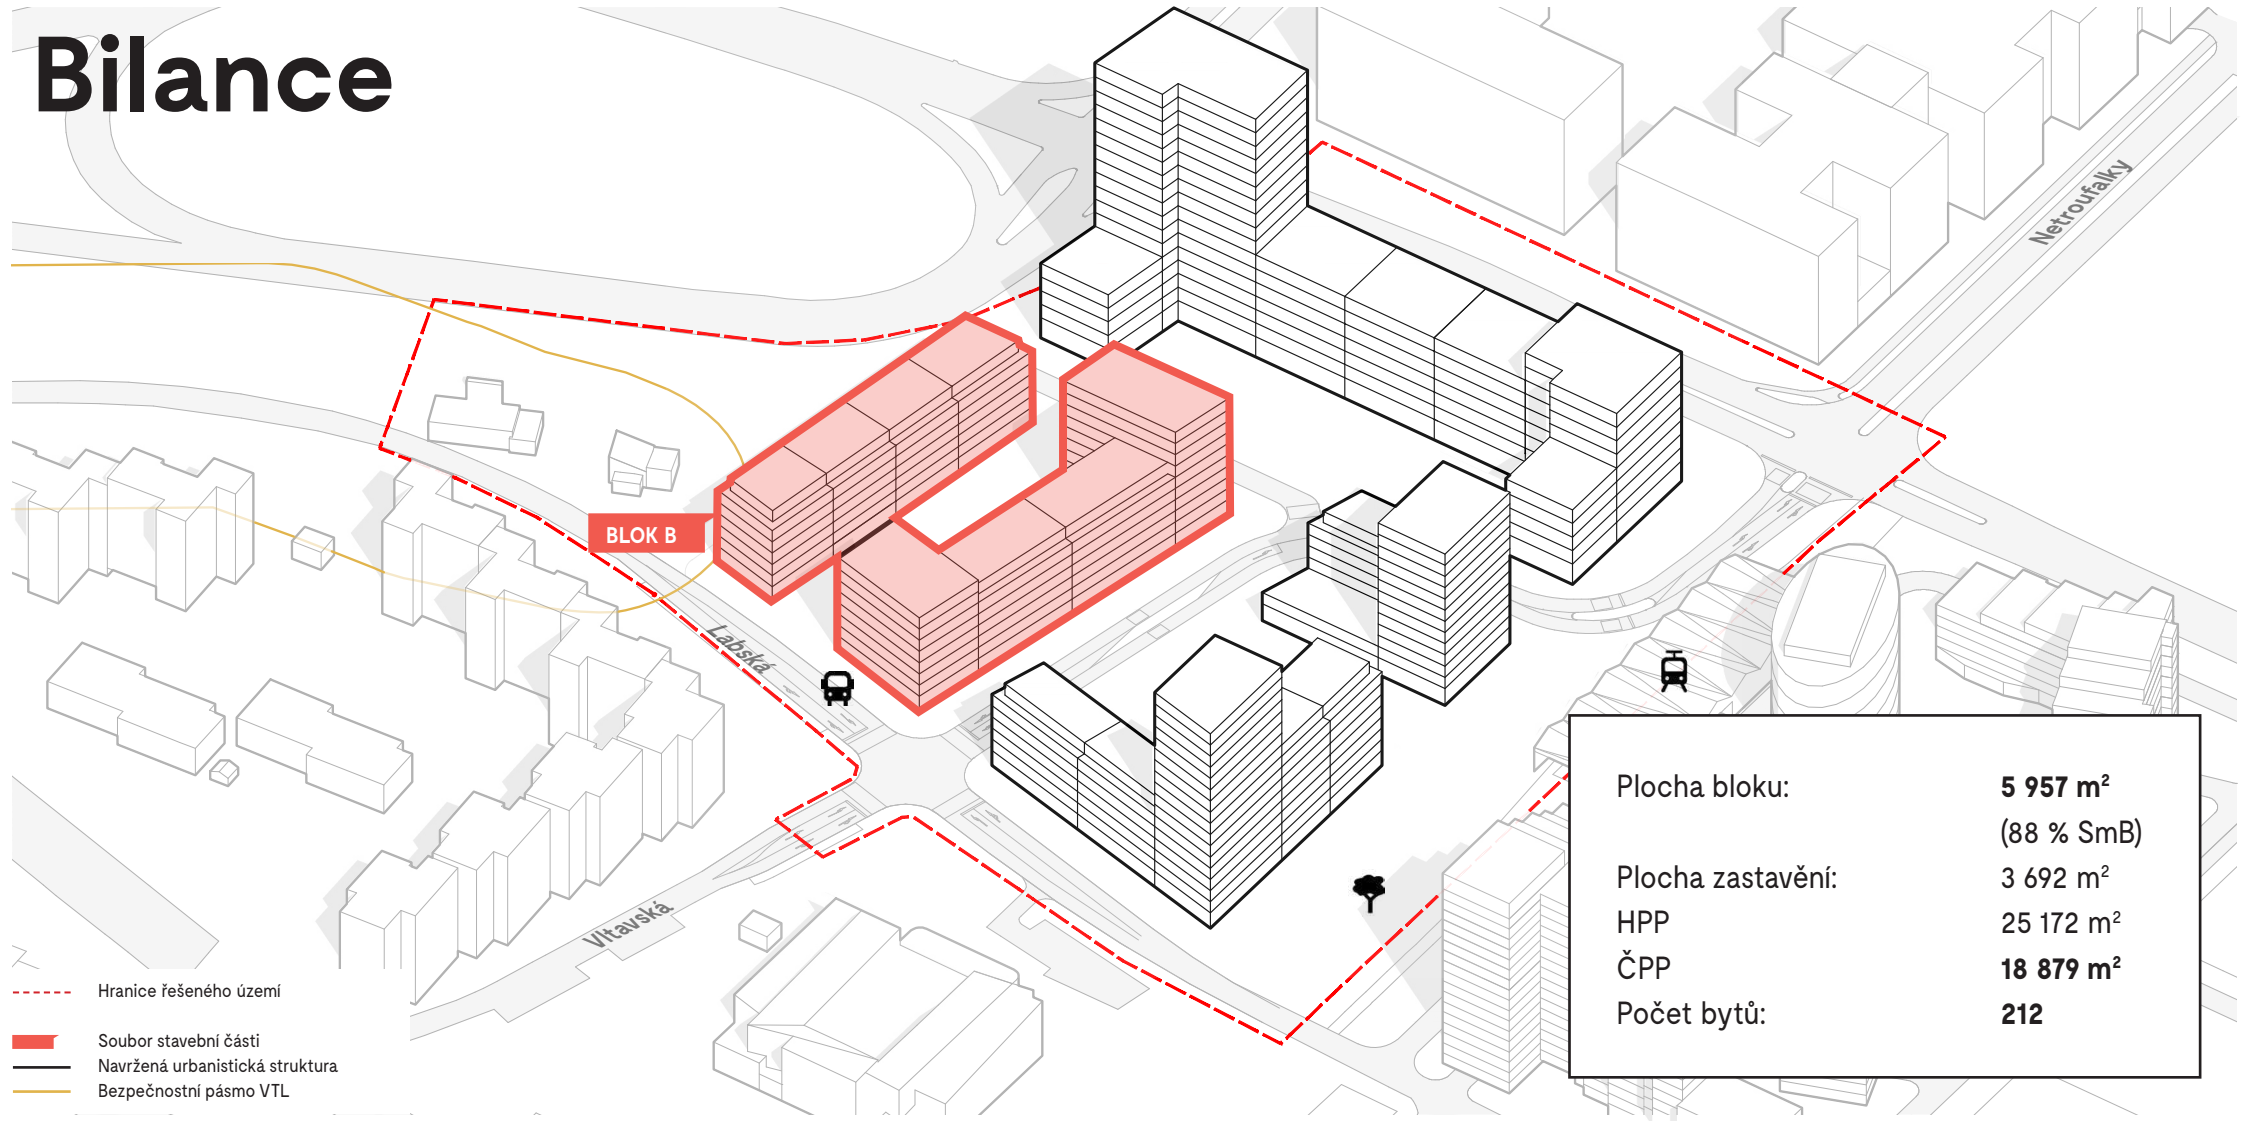 Bilance
Netroufalky
BLOK B
Labská
Vltavská
Plocha bloku: 5 957 m²
(88 % SmB)
Plocha zastavění: 3 692 m²
HPP 25 172 m²
ČPP 18 879 m²
Počet bytů: 212
Hranice řešeného území
Soubor stavební části
Navržená urbanistická struktura
Bezpečnostní pásmo VTL